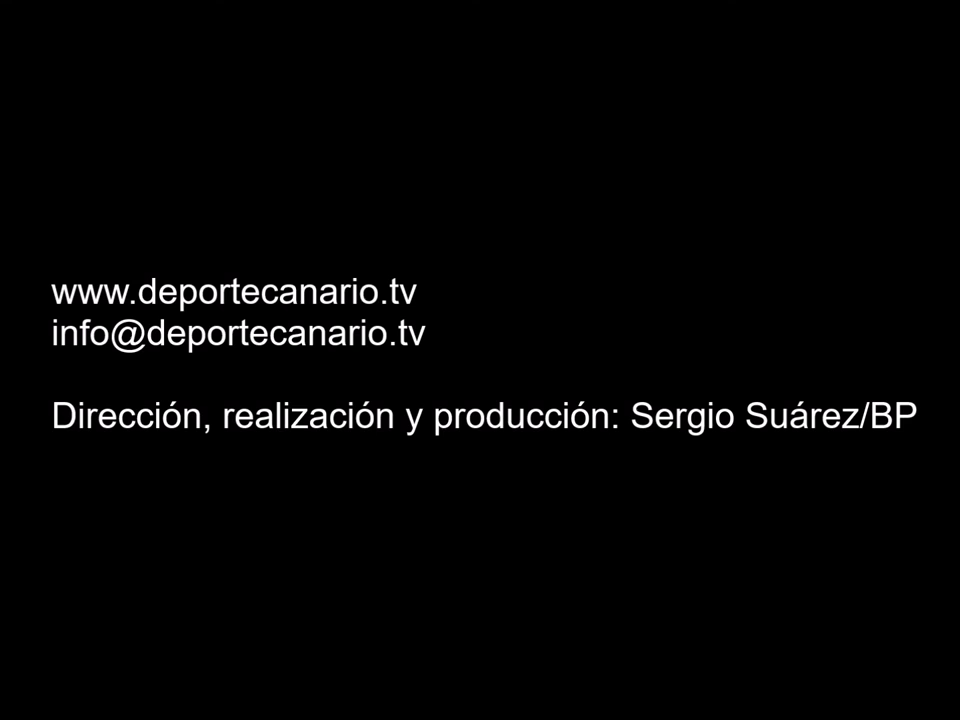 www.deportecanario.tv
info@deportecanario.tv
Dirección, realización y producción: Sergio Suárez/BP